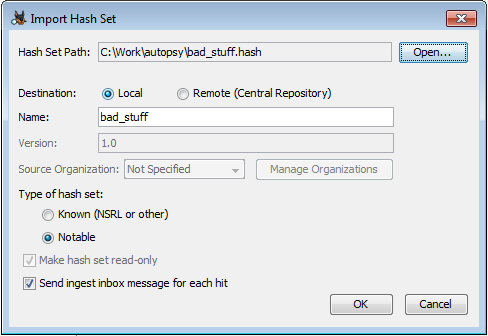 Import Hash Set
Hash Set Path: C:\Work\autopsy\bad_stuff.hash Open...
Destination: Local Remote (Central Repository)
Name: bad_stuff
Version: 1.0
Source Organization: Not Specified Manage Organizations
Type of hash set:
Known (NSRL or other)
Notable
Make hash set read-only
Send ingest inbox message for each hit
OK Cancel